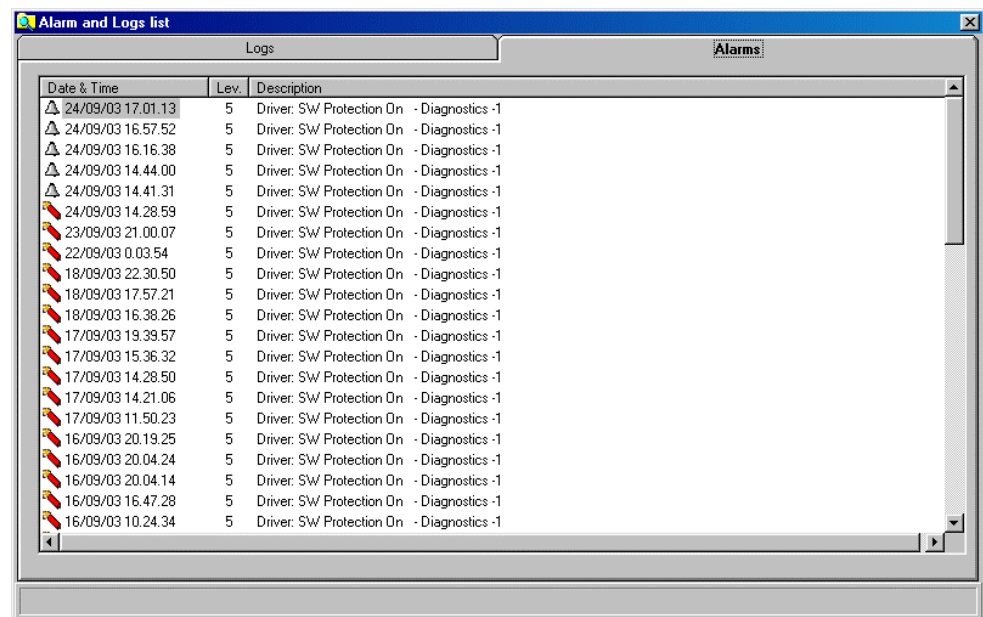 Alarm and Logs list
Logs Alarms
Date & Time Lev. Description
24/09/03 17.01.13 5 Driver: SW Protection On - Diagnostics -1
24/09/03 16.57.52 5 Driver: SW Protection On - Diagnostics -1
24/09/03 16.16.38 5 Driver: SW Protection On - Diagnostics -1
24/09/03 14.44.00 5 Driver: SW Protection On - Diagnostics -1
24/09/03 14.41.31 5 Driver: SW Protection On - Diagnostics -1
24/09/03 14.28.59 5 Driver: SW Protection On - Diagnostics -1
23/09/03 21.00.07 5 Driver: SW Protection On - Diagnostics -1
22/09/03 0.03.54 5 Driver: SW Protection On - Diagnostics -1
18/09/03 22.30.50 5 Driver: SW Protection On - Diagnostics -1
18/09/03 17.57.21 5 Driver: SW Protection On - Diagnostics -1
18/09/03 16.38.26 5 Driver: SW Protection On - Diagnostics -1
17/09/03 19.39.57 5 Driver: SW Protection On - Diagnostics -1
17/09/03 15.36.32 5 Driver: SW Protection On - Diagnostics -1
17/09/03 14.28.50 5 Driver: SW Protection On - Diagnostics -1
17/09/03 14.21.06 5 Driver: SW Protection On - Diagnostics -1
17/09/03 11.50.23 5 Driver: SW Protection On - Diagnostics -1
16/09/03 20.19.25 5 Driver: SW Protection On - Diagnostics -1
16/09/03 20.04.24 5 Driver: SW Protection On - Diagnostics -1
16/09/03 20.04.14 5 Driver: SW Protection On - Diagnostics -1
16/09/03 16.47.28 5 Driver: SW Protection On - Diagnostics -1
16/09/03 10.24.34 5 Driver: SW Protection On - Diagnostics -1